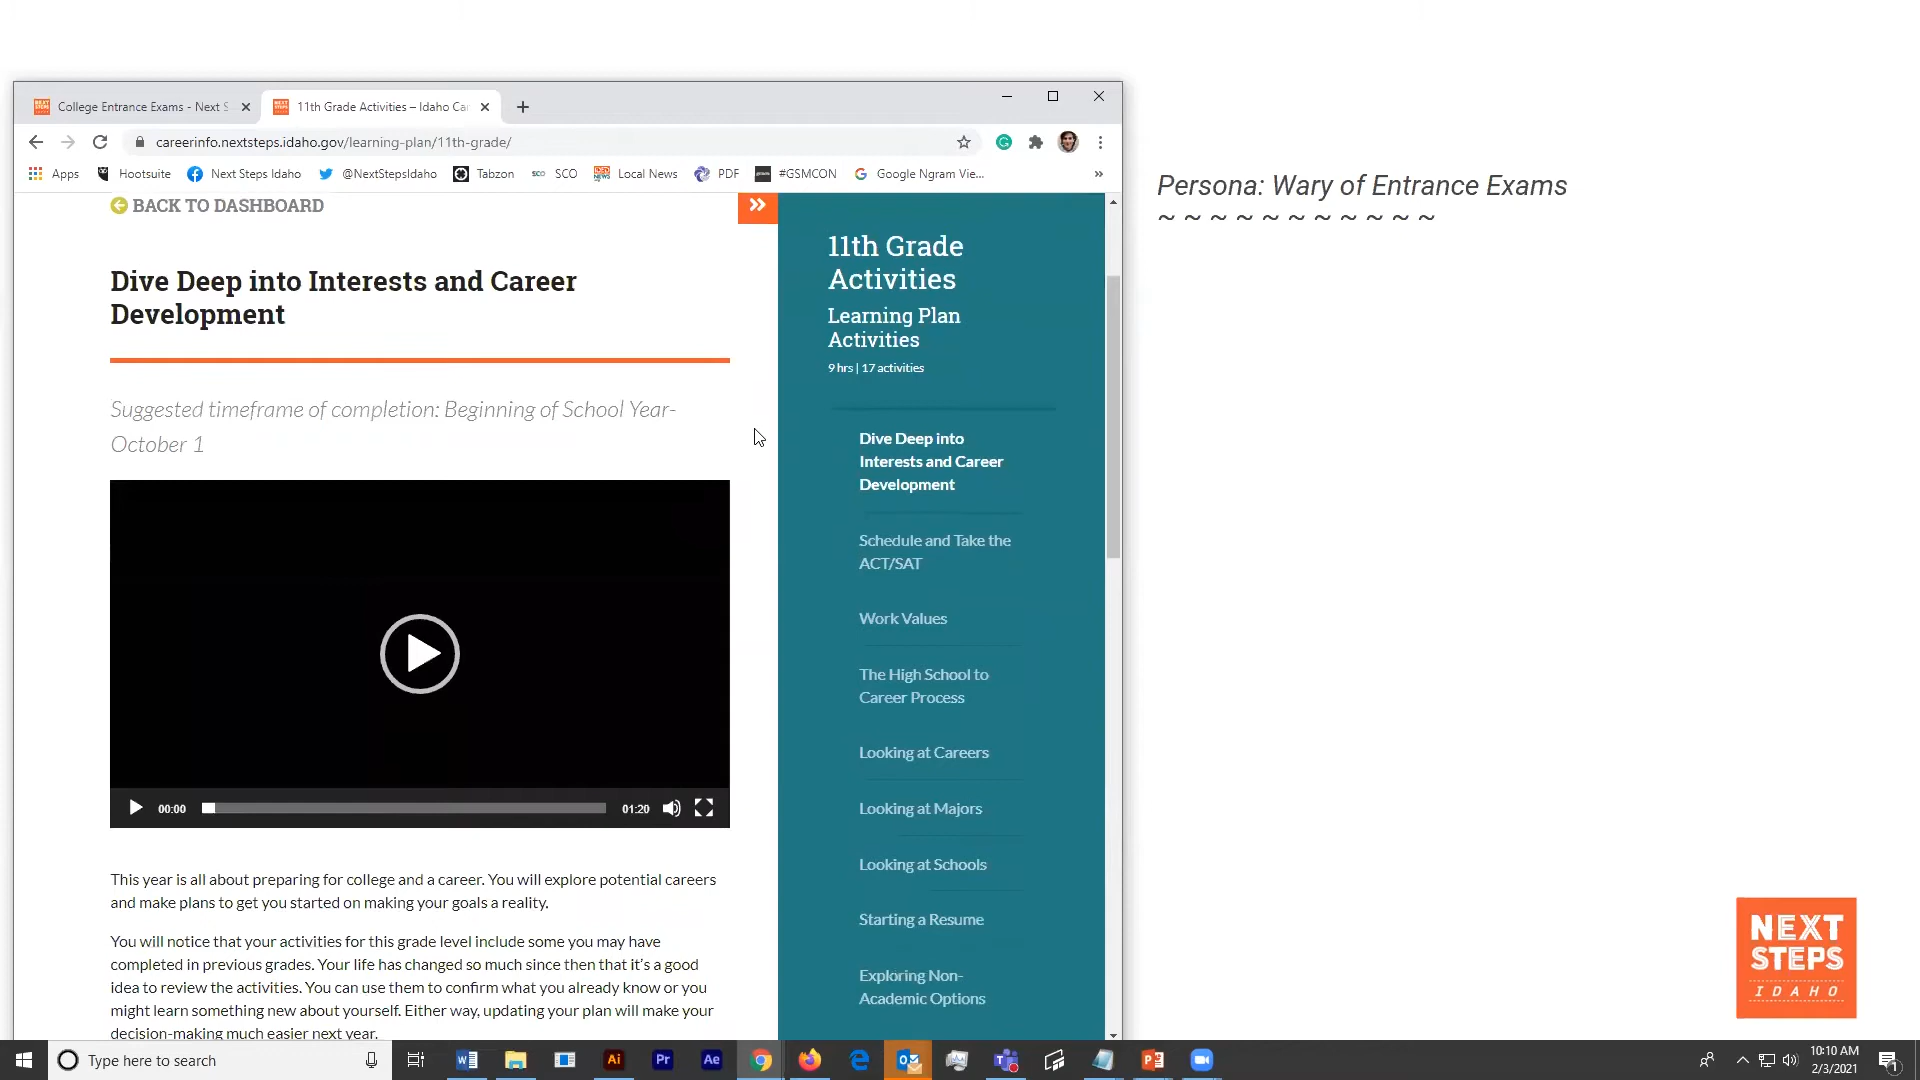 College Entrance Exams - Next S
11th Grade Activities – Idaho Ca
careerinfo.nextsteps.idaho.gov/learning-plan/11th-grade/
Apps
Hootsuite
Next Steps Idaho
@NextStepsIdaho
Tabzon
SCO
SCO
Local News
PDF
#GSMCON
Google Ngram Vie...
»
BACK TO DASHBOARD
Dive Deep into Interests and Career
Development
Suggested timeframe of completion: Beginning of School Year-
October 1
00:00
01:20
This year is all about preparing for college and a career. You will explore potential careers
and make plans to get you started on making your goals a reality.
You will notice that your activities for this grade level include some you may have
completed in previous grades. Your life has changed so much since then that it's a good
idea to review the activities. You can use them to confirm what you already know or you
might learn something new about yourself. Either way, updating your plan will make your
decision-making much easier next year.
11th Grade
Activities
Learning Plan
Activities
9 hrs | 17 activities
Dive Deep into
Interests and Career
Development
Schedule and Take the
ACT/SAT
Work Values
The High School to
Career Process
Looking at Careers
Looking at Majors
Looking at Schools
Starting a Resume
Exploring Non-
Academic Options
Persona: Wary of Entrance Exams
~ ~ ~ ~ ~ ~ ~ ~ ~ ~ ~
NEXT
STEPS
IDAHO
Type here to search
Ai
Pr
Ae
10:10 AM
2/3/2021
1